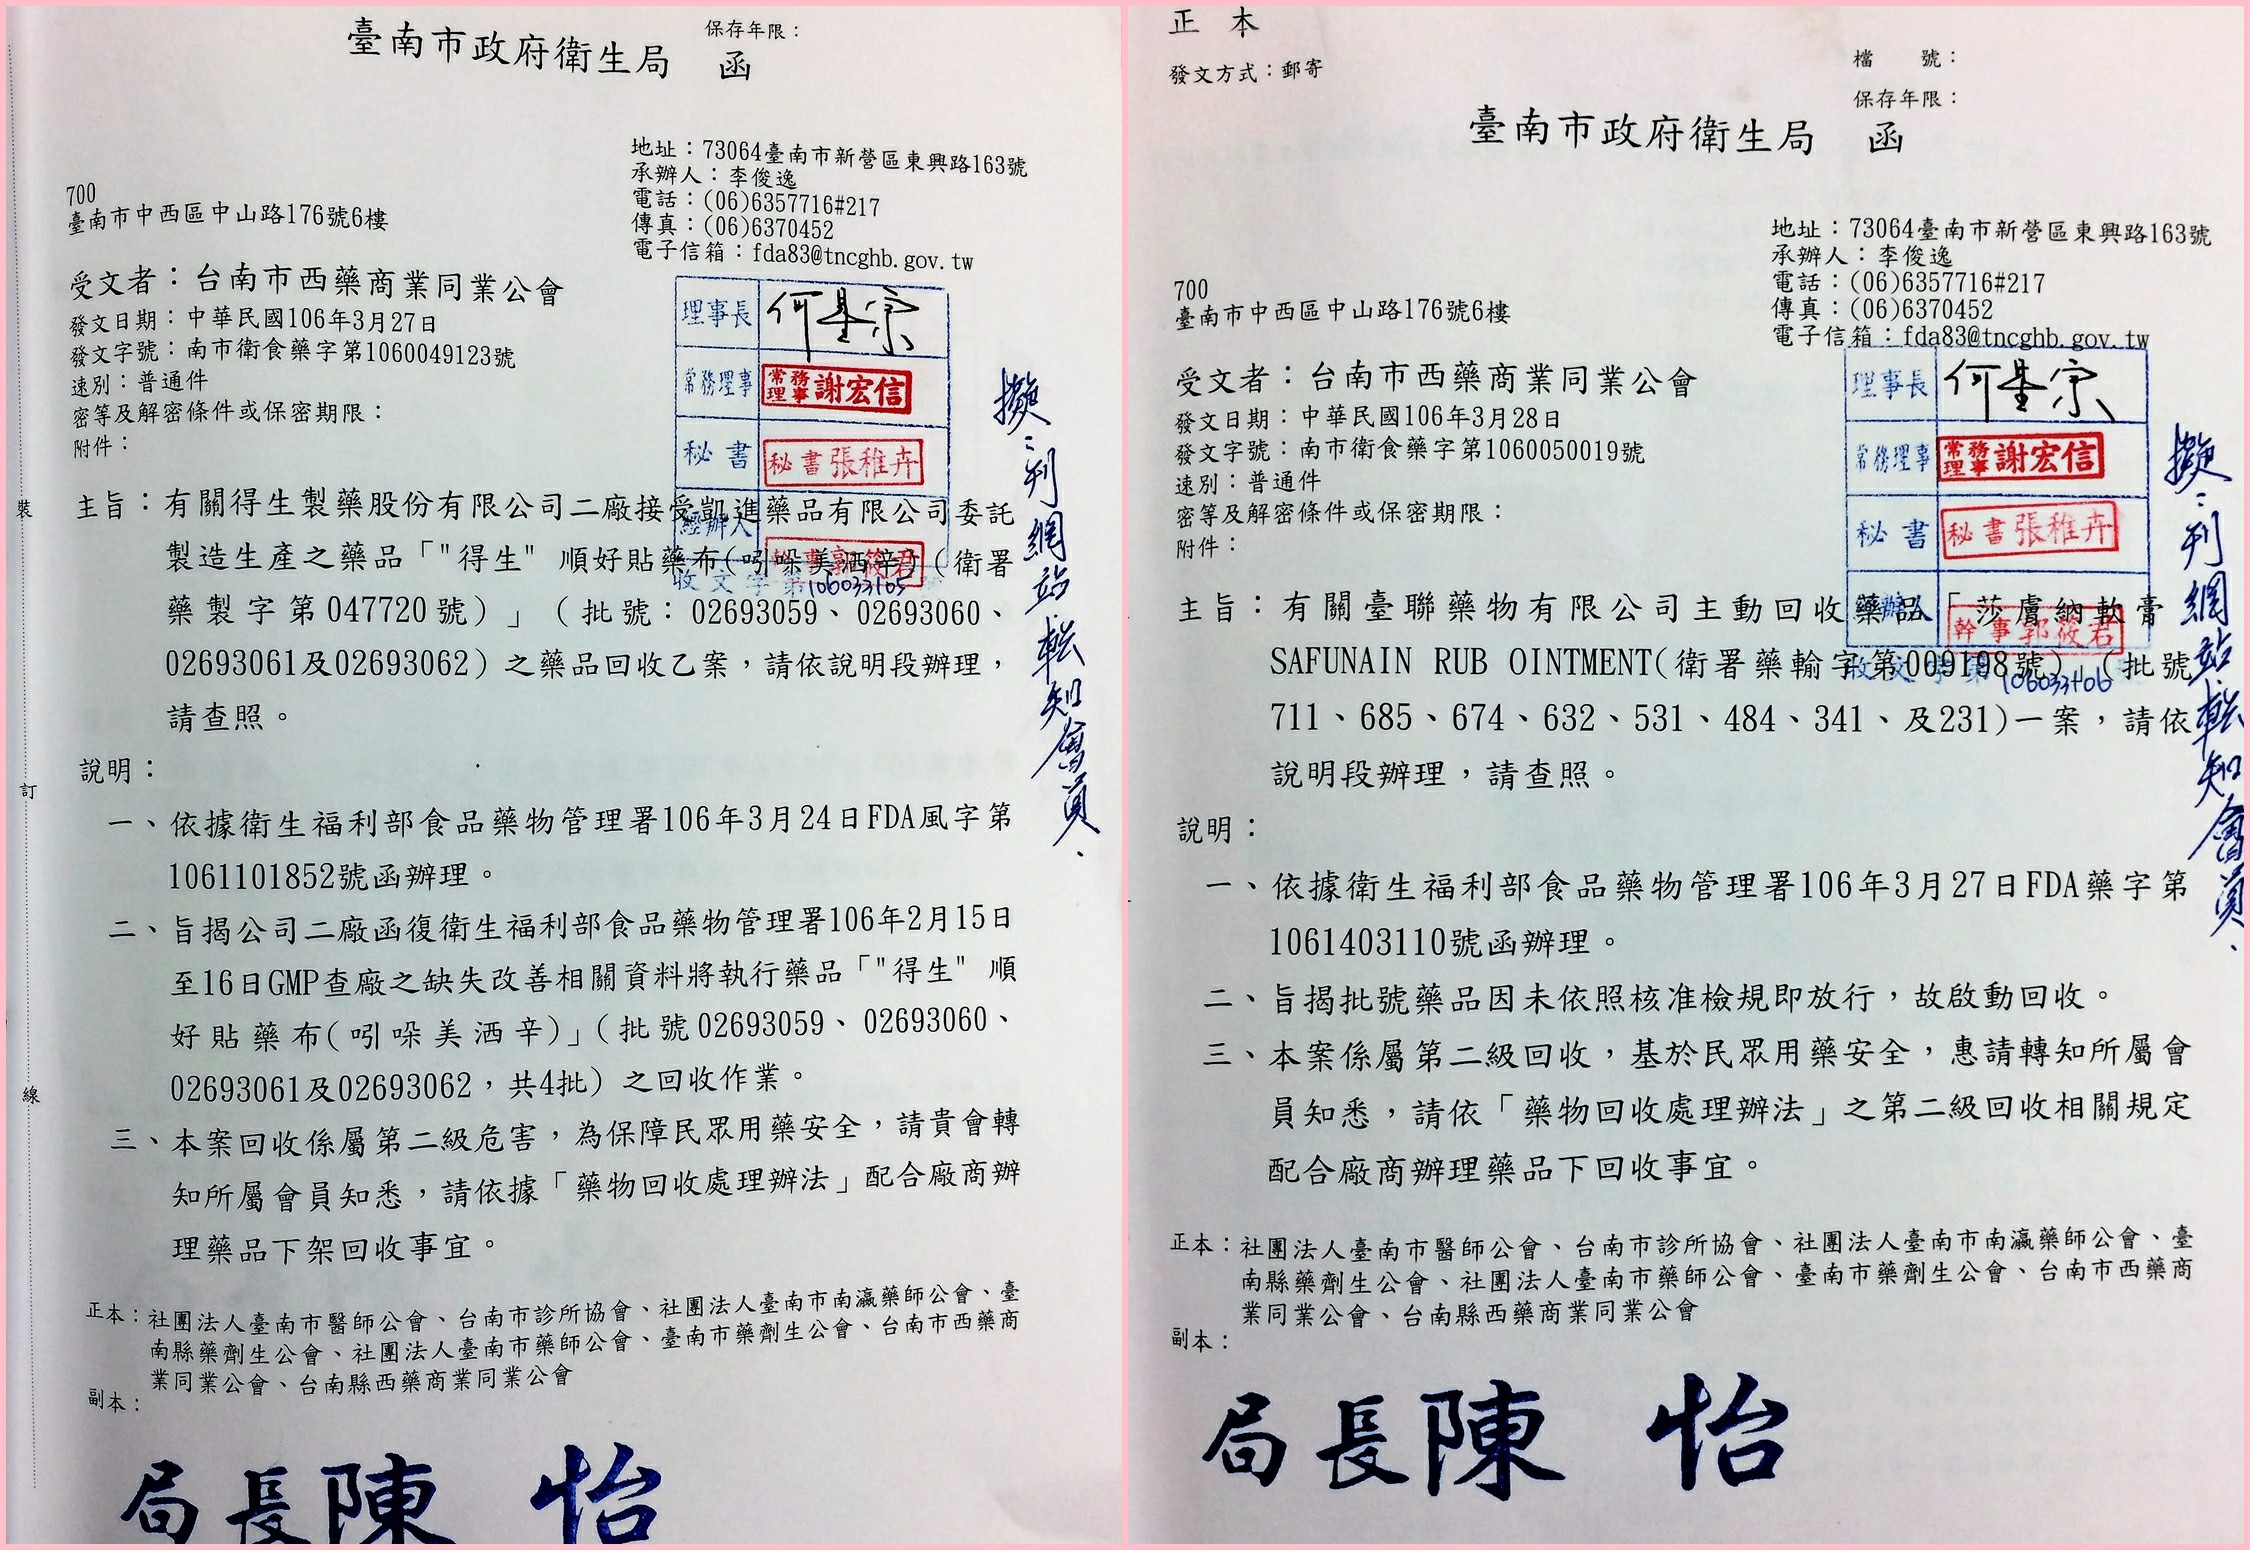 保存年限：
臺南市政府衛生局 函
地址：73064臺南市新營區東興路163號
承辦人：李俊逸
電話：(06)6357716#217
傳真：(06)6370452
電子信箱：fda83@tncghb.gov.tw
700
臺南市中西區中山路176號6樓
受文者：台南市西藥商業同業公會
發文日期：中華民國106年3月27日
發文字號：南市衛食藥字第1060049123號
速別：普通件
密等及解密條件或保密期限：
附件：
理事長 何基宗
常務理事 常務理事謝宏信
秘書 秘書張稚卉
經辦人 幹事郭筱君
收文字第106033105號
擬：刊網站轉知會員.
主旨：有關得生製藥股份有限公司二廠接受凱進藥品有限公司委託
製造生產之藥品「"得生" 順好貼藥布(吲哚美洒辛)（衛署
藥製字第047720號）」（批號：02693059、02693060、
02693061及02693062）之藥品回收乙案，請依說明段辦理，
請查照。
說明：
一、依據衛生福利部食品藥物管理署106年3月24日FDA風字第
1061101852號函辦理。
二、旨揭公司二廠函復衛生福利部食品藥物管理署106年2月15日
至16日GMP查廠之缺失改善相關資料將執行藥品「"得生" 順
好貼藥布(吲哚美洒辛)」(批號02693059、02693060、
02693061及02693062，共4批）之回收作業。
三、本案回收係屬第二級危害，為保障民眾用藥安全，請貴會轉
知所屬會員知悉，請依據「藥物回收處理辦法」配合廠商辦
理藥品下架回收事宜。
正本：社團法人臺南市醫師公會、台南市診所協會、社團法人臺南市南瀛藥師公會、臺
南縣藥劑生公會、社團法人臺南市藥師公會、臺南市藥劑生公會、台南市西藥商
業同業公會、台南縣西藥商業同業公會
副本：
局長陳 怡
裝
訂
線
正 本
發文方式：郵寄
檔 號：
保存年限：
臺南市政府衛生局 函
地址：73064臺南市新營區東興路163號
承辦人：李俊逸
電話：(06)6357716#217
傳真：(06)6370452
電子信箱：fda83@tncghb.gov.tw
700
臺南市中西區中山路176號6樓
受文者：台南市西藥商業同業公會
發文日期：中華民國106年3月28日
發文字號：南市衛食藥字第1060050019號
速別：普通件
密等及解密條件或保密期限：
附件：
理事長 何基宗
常務理事 常務理事謝宏信
秘書 秘書張稚卉
經辦人 幹事郭筱君
收文字第106033106
擬：刊網站轉知會員.
主旨：有關臺聯藥物有限公司主動回收藥品「莎膚納軟膏
SAFUNAIN RUB OINTMENT(衛署藥輸字第009198號)」(批號
711、685、674、632、531、484、341、及231)一案，請依
說明段辦理，請查照。
說明：
一、依據衛生福利部食品藥物管理署106年3月27日FDA藥字第
1061403110號函辦理。
二、旨揭批號藥品因未依照核准檢規即放行，故啟動回收。
三、本案係屬第二級回收，基於民眾用藥安全，惠請轉知所屬會
員知悉，請依「藥物回收處理辦法」之第二級回收相關規定
配合廠商辦理藥品下回收事宜。
正本：社團法人臺南市醫師公會、台南市診所協會、社團法人臺南市南瀛藥師公會、臺
南縣藥劑生公會、社團法人臺南市藥師公會、臺南市藥劑生公會、台南市西藥商
業同業公會、台南縣西藥商業同業公會
副本：
局長陳 怡